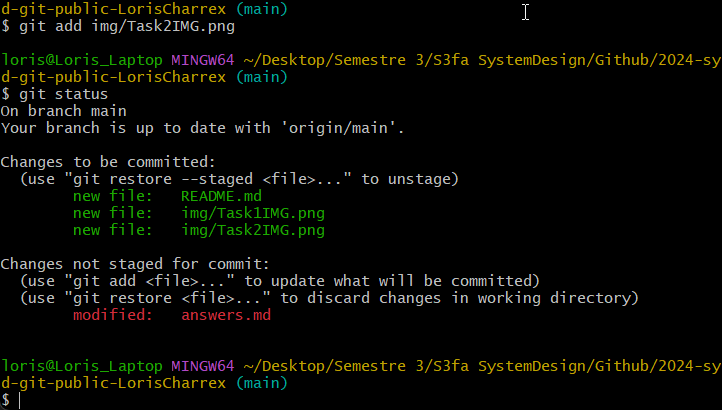 d-git-public-LorisCharrex (main)
$ git add img/Task2IMG.png
loris@Loris_Laptop MINGW64 ~/Desktop/Semestre 3/S3fa SystemDesign/Github/2024-sy
d-git-public-LorisCharrex (main)
$ git status
On branch main
Your branch is up to date with 'origin/main'.
Changes to be committed:
  (use "git restore --staged <file>..." to unstage)
        new file:   README.md
        new file:   img/Task1IMG.png
        new file:   img/Task2IMG.png
Changes not staged for commit:
  (use "git add <file>..." to update what will be committed)
  (use "git restore <file>..." to discard changes in working directory)
        modified:   answers.md
loris@Loris_Laptop MINGW64 ~/Desktop/Semestre 3/S3fa SystemDesign/Github/2024-sy
d-git-public-LorisCharrex (main)
$